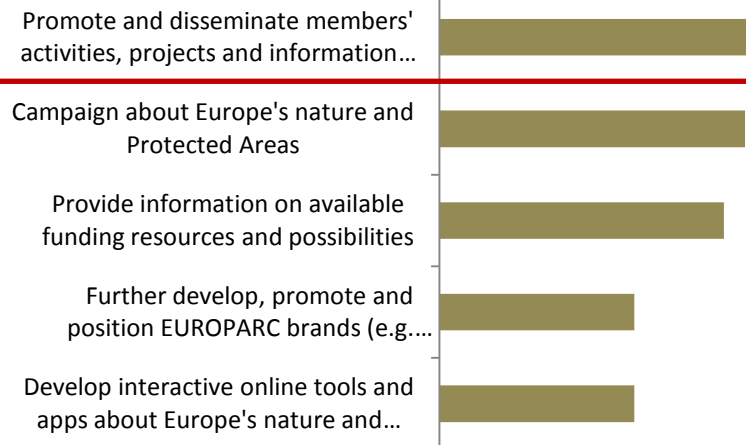 Promote and disseminate members'
activities, projects and information…
Campaign about Europe's nature and
Protected Areas
Provide information on available
funding resources and possibilities
Further develop, promote and
position EUROPARC brands (e.g.…
Develop interactive online tools and
apps about Europe's nature and…